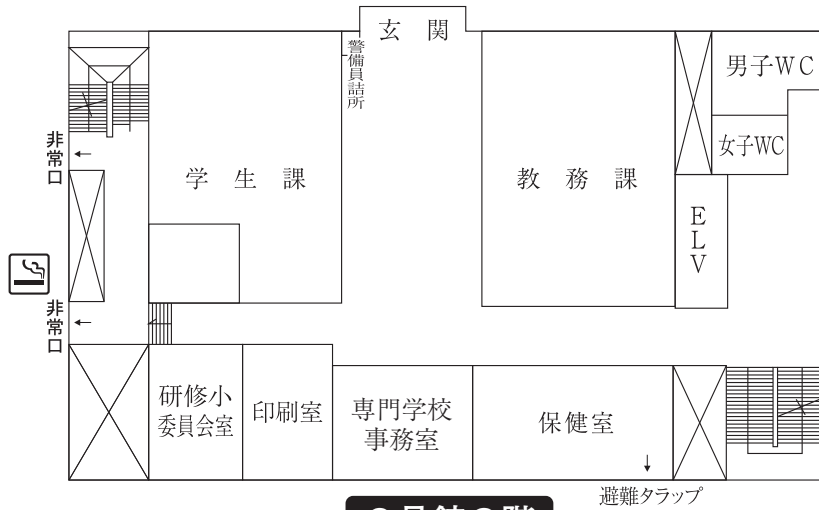 玄関
警備員詰所
男子WC
女子WC
非常口
学生課
教務課
ELV
非常口
研修小
委員会室
印刷室
専門学校
事務室
保健室
避難タラップ